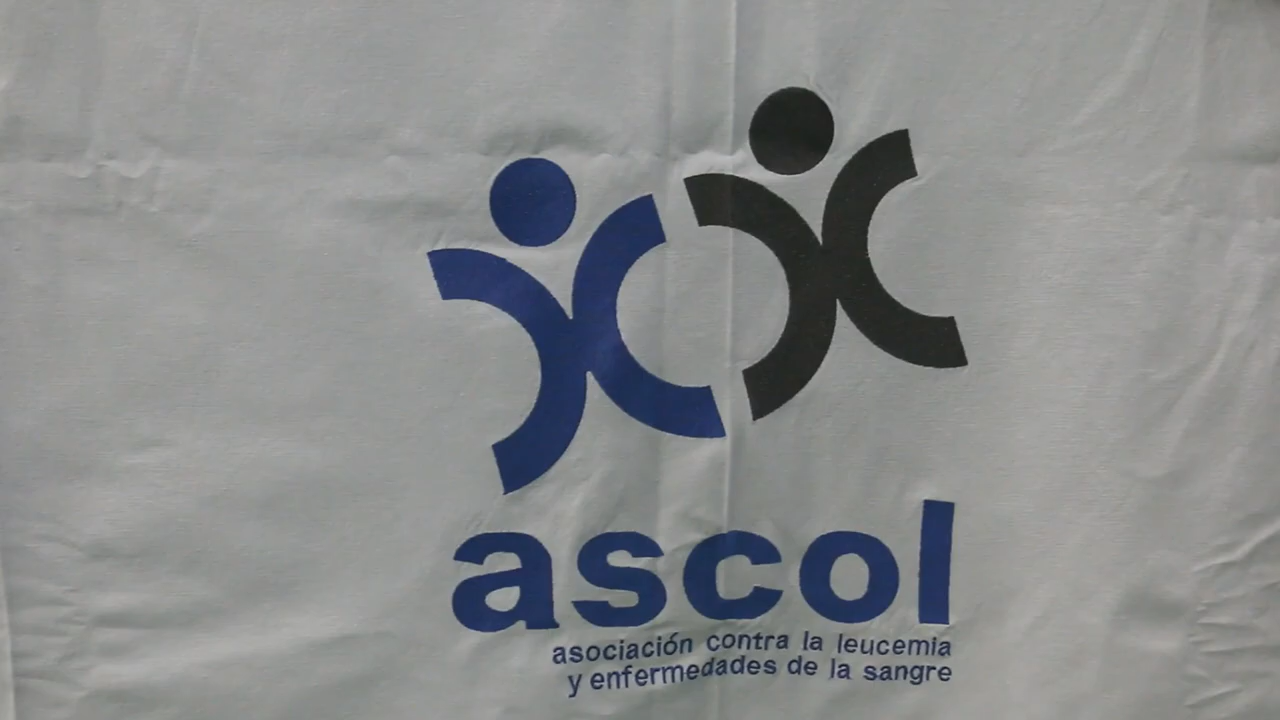 ascol
asociación contra la leucemia
y enfermedades de la sangre